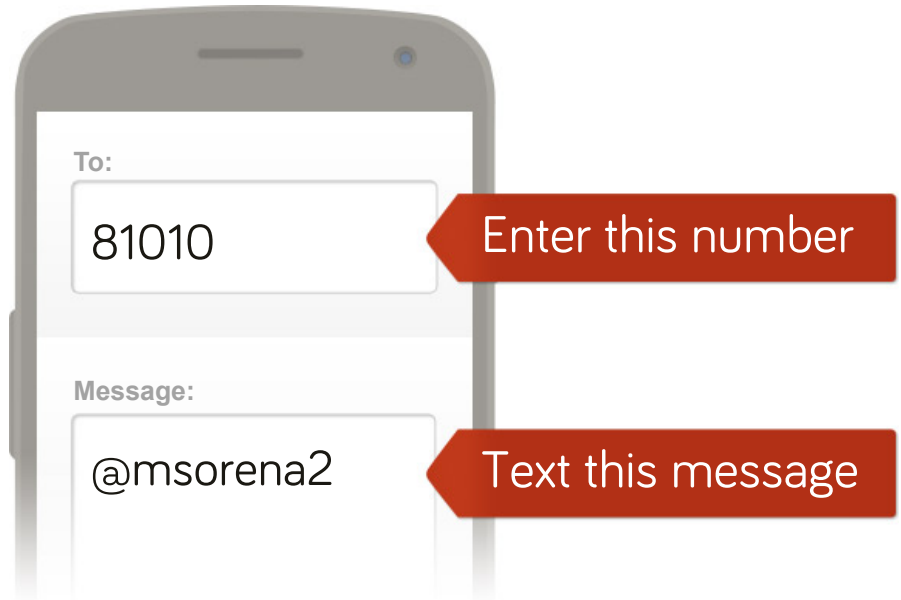 To:
81010
Enter this number
Message:
@msorena2
Text this message